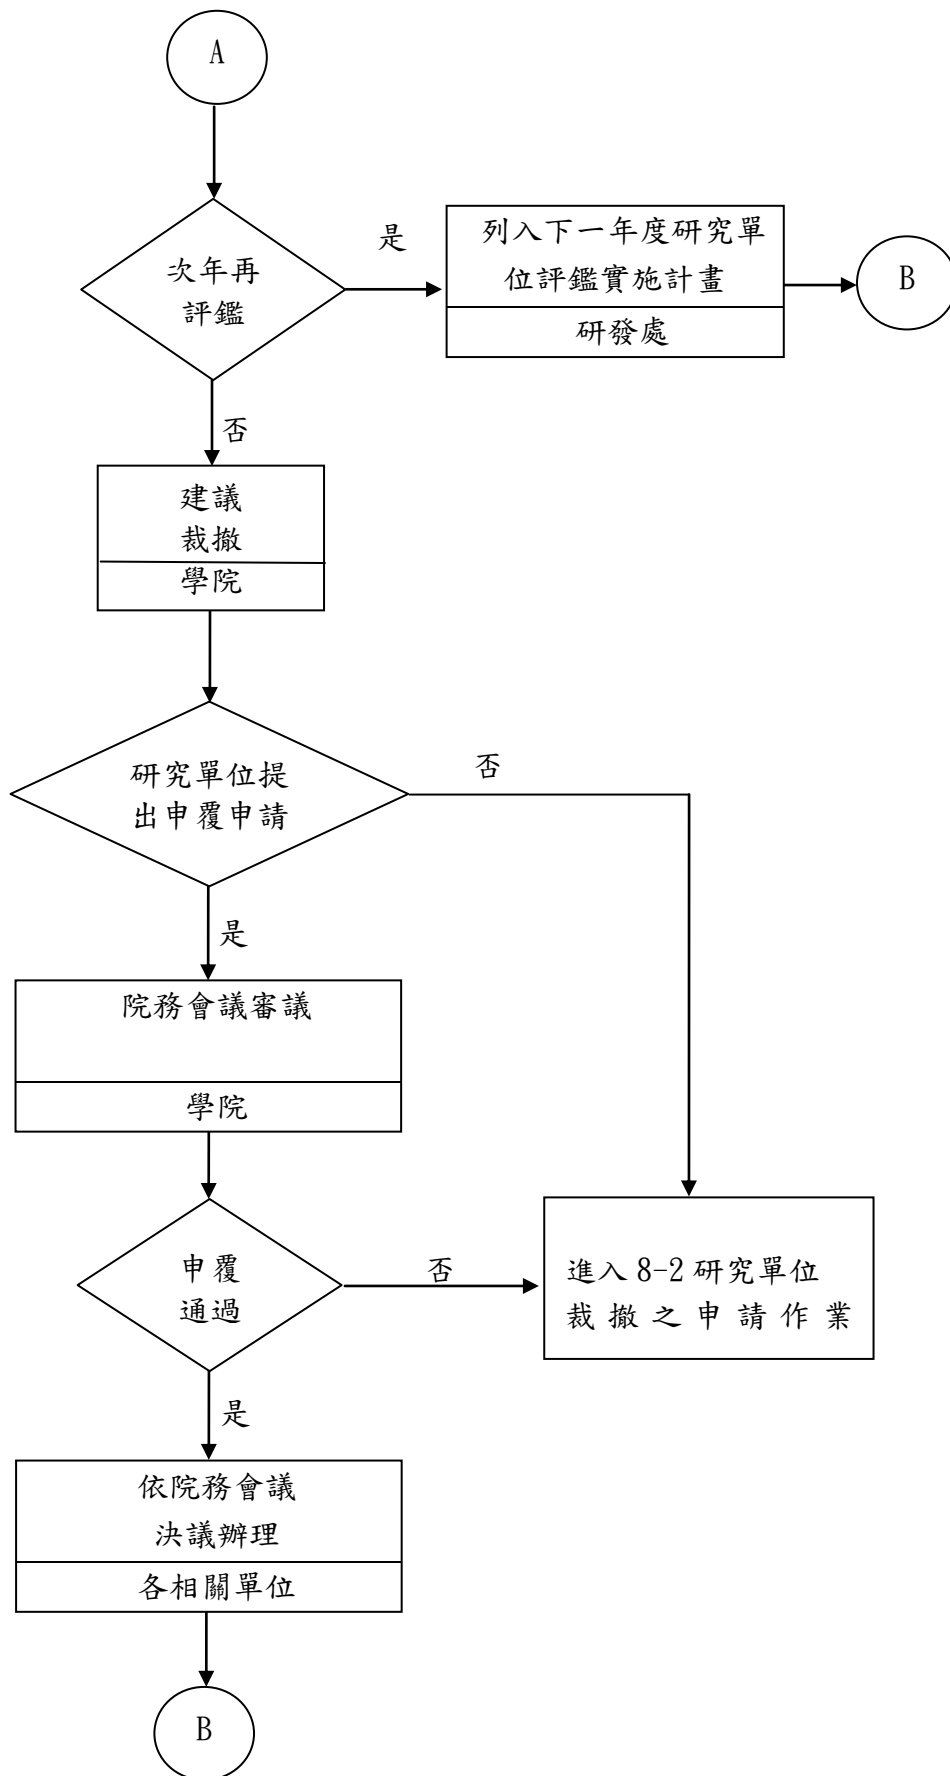 A
次年再
評鑑
是
列入下一年度研究單
位評鑑實施計畫
研發處
B
否
建議
裁撤
學院
研究單位提
出申覆申請
否
是
院務會議審議
學院
申覆
通過
否
進入 8-2 研究單位
裁撤之申請作業
是
依院務會議
決議辦理
各相關單位
B